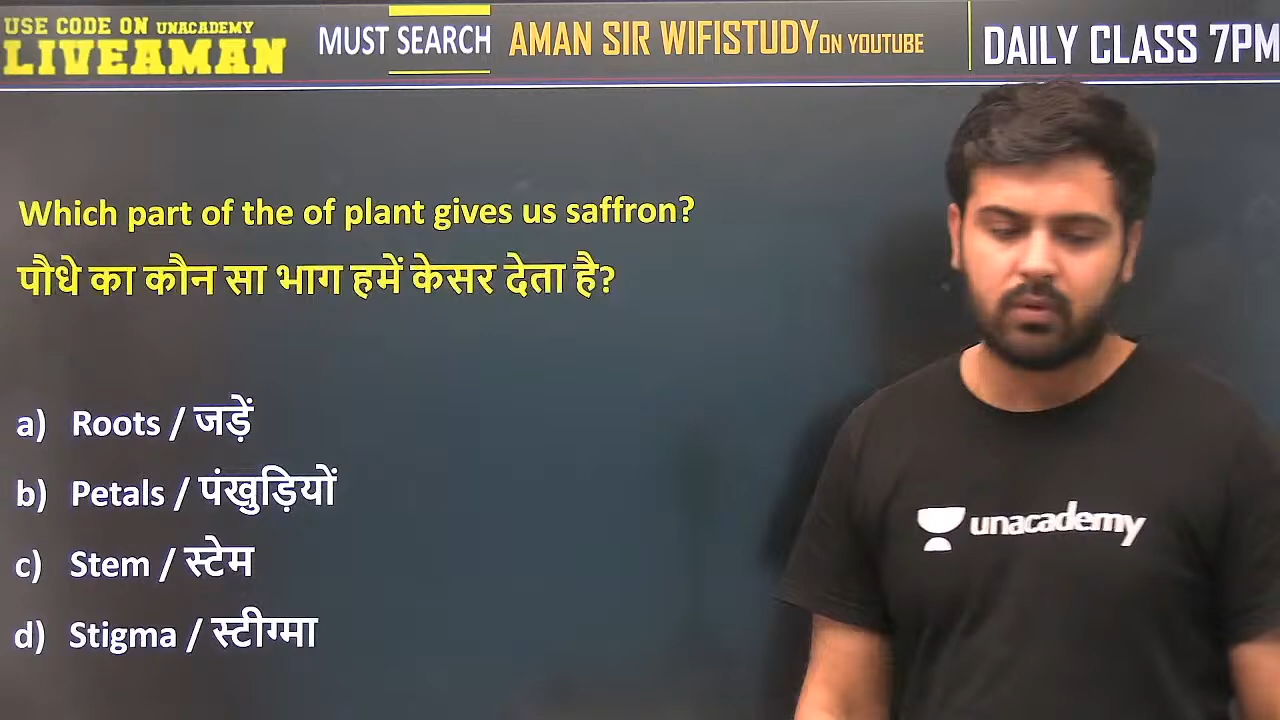 USE CODE ON UNACADEMY
LIVEAMAN
MUST SEARCH
AMAN SIR WIFISTUDY ON YOUTUBE
DAILY CLASS 7PM
Which part of the of plant gives us saffron?
पौधे का कौन सा भाग हमें केसर देता है?
a) Roots / जड़ें
b) Petals / पंखुड़ियों
c) Stem / स्टेम
d) Stigma / स्टीग्मा
unacademy